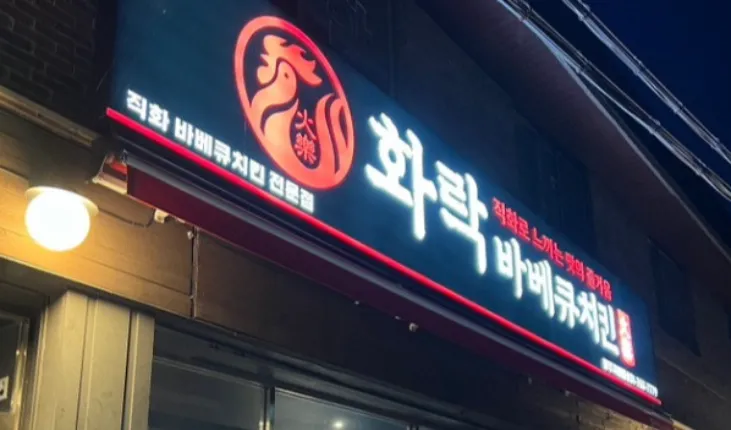 火樂
직화 바베큐치킨 전문점
화락
직화로 느끼는 맛의 즐거움
바베큐치킨